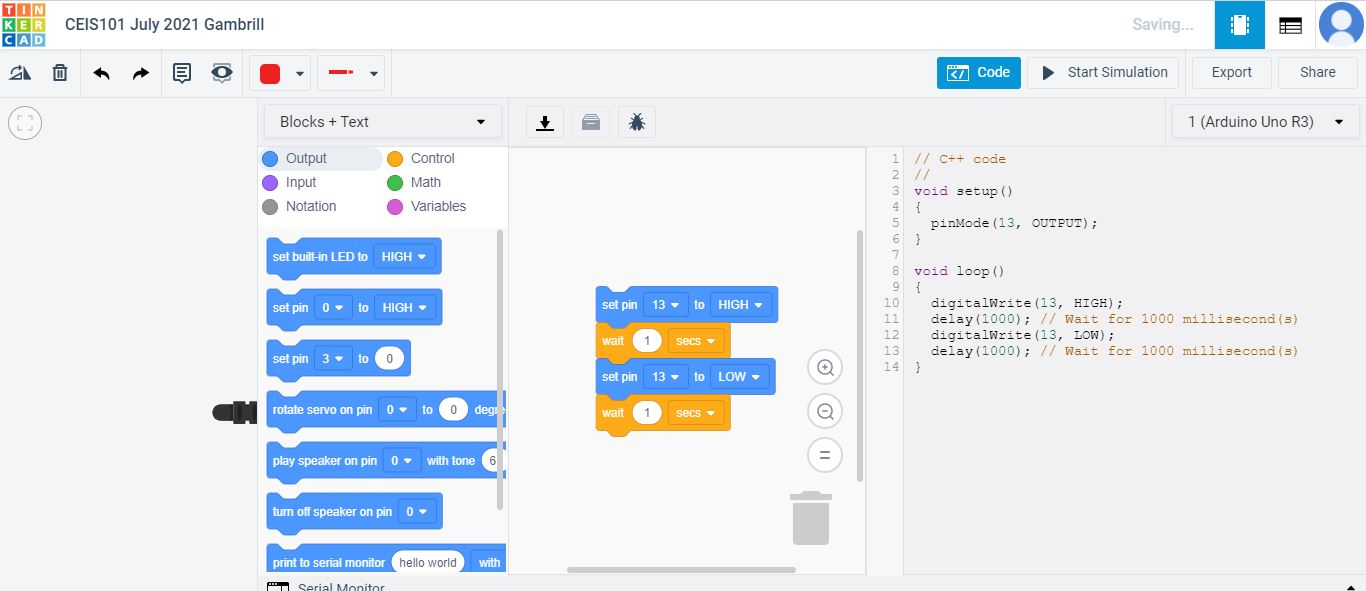 TIN
KER
CAD
CEIS101 July 2021 Gambrill
Saving...
Code
Start Simulation
Export
Share
Blocks + Text
1 (Arduino Uno R3)
Output
Control
Input
Math
Notation
Variables
set built-in LED to HIGH
set pin 0 to HIGH
set pin 3 to 0
rotate servo on pin 0 to 0 degre
play speaker on pin 0 with tone 6
turn off speaker on pin 0
print to serial monitor hello world with
set pin 13 to HIGH
wait 1 secs
set pin 13 to LOW
wait 1 secs
1 // C++ code
2 //
3 void setup()
4 {
5 pinMode(13, OUTPUT);
6 }
7
8 void loop()
9 {
10 digitalWrite(13, HIGH);
11 delay(1000); // Wait for 1000 millisecond(s)
12 digitalWrite(13, LOW);
13 delay(1000); // Wait for 1000 millisecond(s)
14 }
Serial Monitor